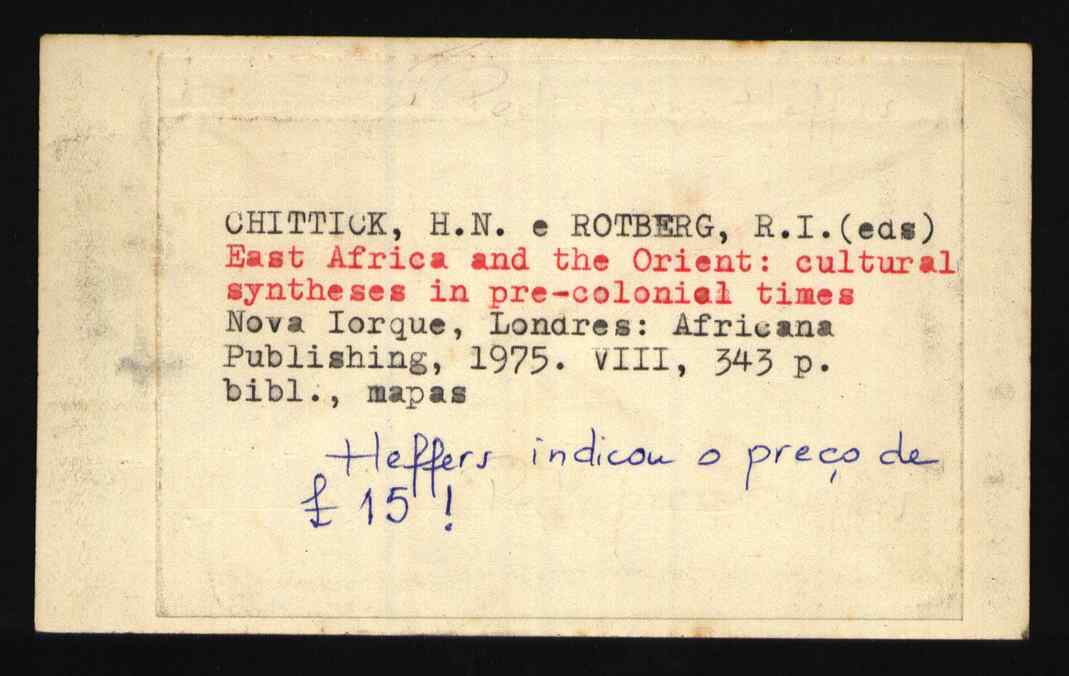 CHITTICK, H.N. e ROTBERG, R.I.(eds)
East Africa and the Orient: cultural
syntheses in pre-colonial times
Nova Iorque, Londres: Africana
Publishing, 1975. VIII, 343 p.
bibl., mapas
Heffers indicou o preço de
£ 15!